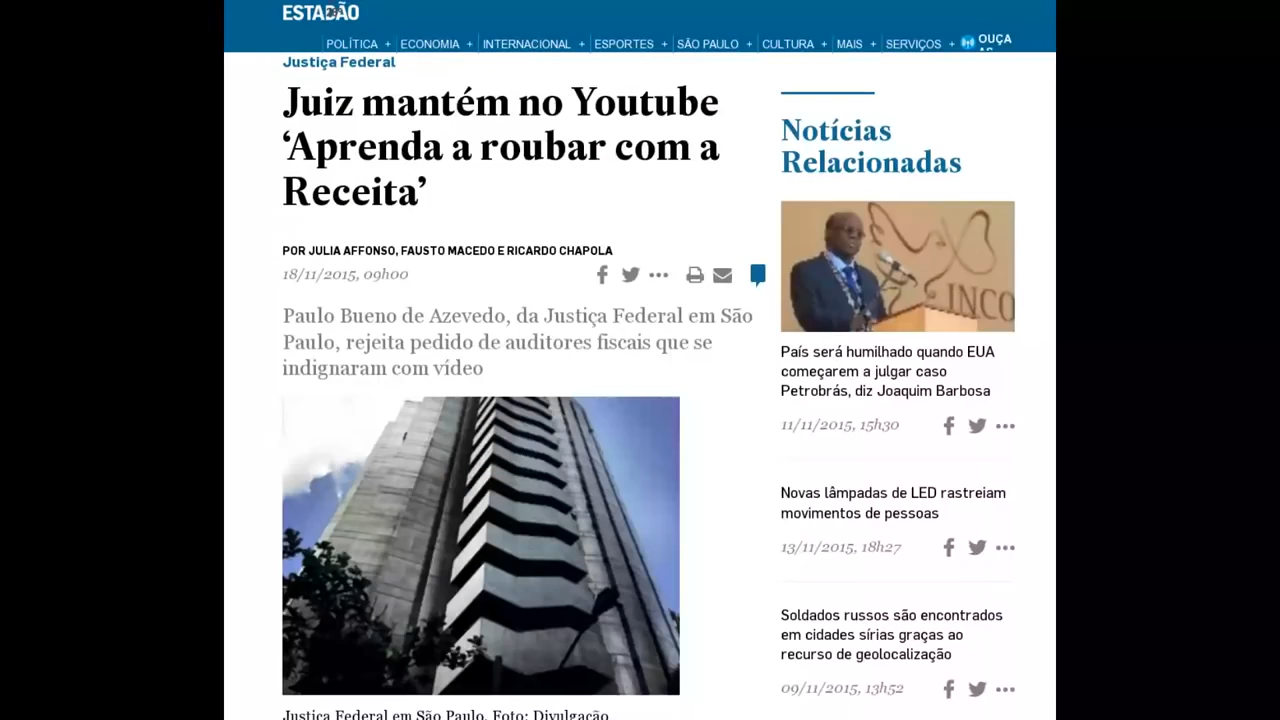 ESTADÃO
POLÍTICA + ECONOMIA + INTERNACIONAL + ESPORTES + SÃO PAULO + CULTURA + MAIS + SERVIÇOS + OUÇA
Justiça Federal
Juiz mantém no Youtube
‘Aprenda a roubar com a
Receita’
POR JULIA AFFONSO, FAUSTO MACEDO E RICARDO CHAPOLA
18/11/2015, 09h00
Paulo Bueno de Azevedo, da Justiça Federal em São
Paulo, rejeita pedido de auditores fiscais que se
indignaram com vídeo
Justiça Federal em São Paulo. Foto: Divulgação
Notícias
Relacionadas
INCO
País será humilhado quando EUA
começarem a julgar caso
Petrobrás, diz Joaquim Barbosa
11/11/2015, 15h30
Novas lâmpadas de LED rastreiam
movimentos de pessoas
13/11/2015, 18h27
Soldados russos são encontrados
em cidades sírias graças ao
recurso de geolocalização
09/11/2015, 13h52